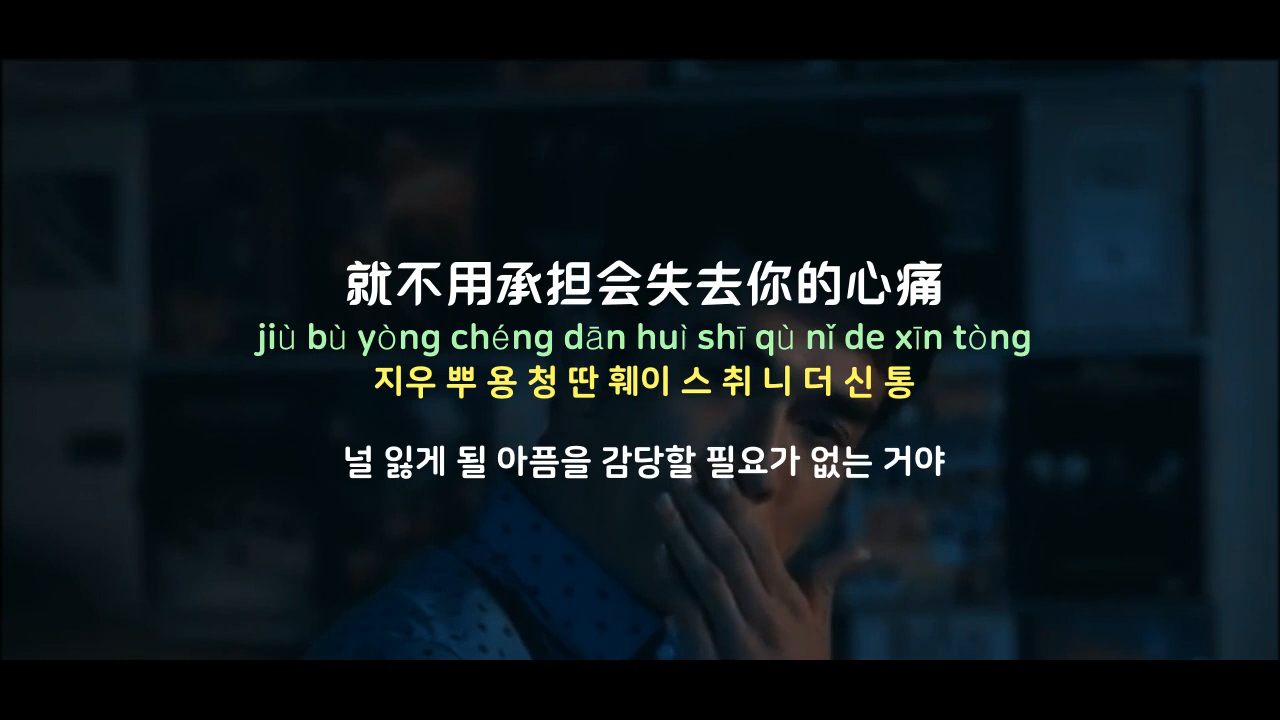 就不用承担会失去你的心痛
jiù bù yòng chéng dān huì shī qù nǐ de xīn tòng
지우 뿌 용 청 딴 훼이 스 취 니 더 신 통
널 잃게 될 아픔을 감당할 필요가 없는 거야